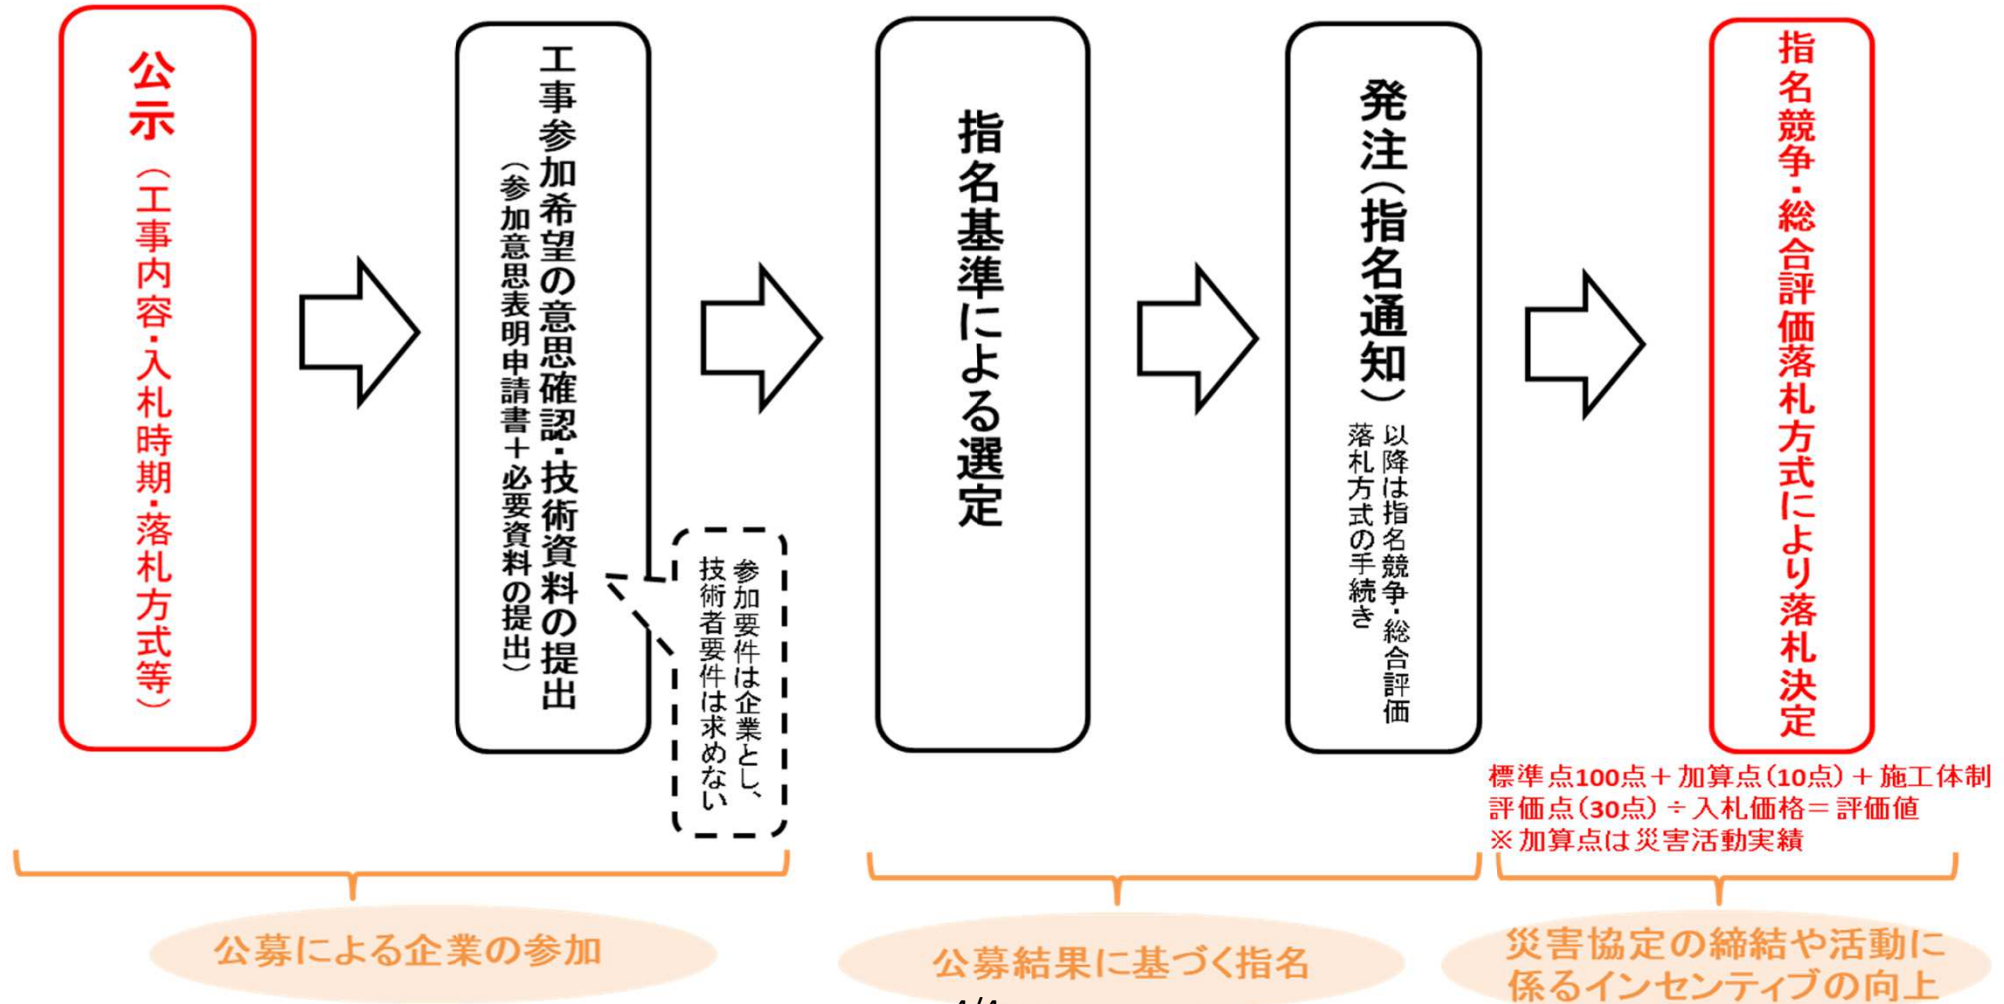 公示（工事内容・入札時期・落札方式等）
工事参加希望の意思確認・技術資料の提出
（参加意思表明申請書＋必要資料の提出）
参加要件は企業とし、
技術者要件は求めない
指名基準による選定
発注（指名通知）
以降は指名競争・総合評価
落札方式の手続き
指名競争・総合評価落札方式により落札決定
標準点100点＋加算点（10点）＋施工体制
評価点（30点）÷入札価格＝評価値
※加算点は災害活動実績
公募による企業の参加
公募結果に基づく指名
災害協定の締結や活動に
係るインセンティブの向上